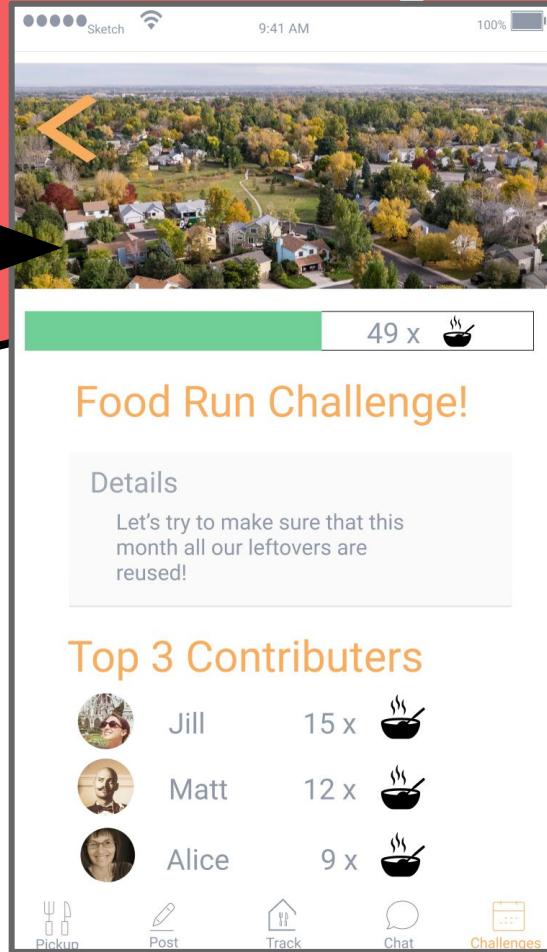 Sketch 9:41 AM 100%
49 x
Food Run Challenge!
Details
Let's try to make sure that this
month all our leftovers are
reused!
Top 3 Contributers
Jill 15 x
Matt 12 x
Alice 9 x
Pickup Post Track Chat Challenges